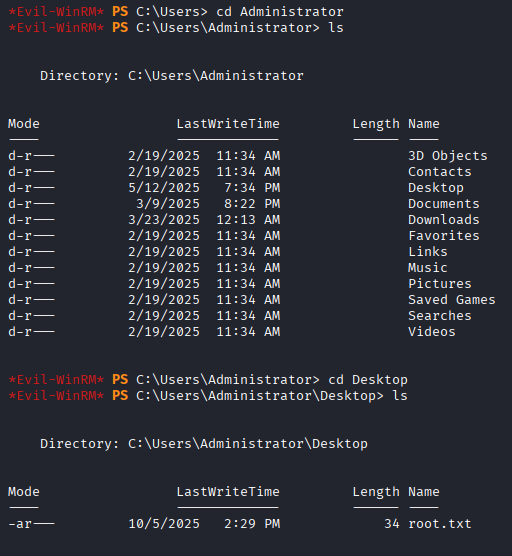 *Evil-WinRM* PS C:\Users> cd Administrator
*Evil-WinRM* PS C:\Users\Administrator> ls
Directory: C:\Users\Administrator
Mode                 LastWriteTime         Length Name
----                 -------------         ------ ----
d-r---         2/19/2025  11:34 AM                3D Objects
d-r---         2/19/2025  11:34 AM                Contacts
d-r---         5/12/2025   7:34 PM                Desktop
d-r---          3/9/2025   8:22 PM                Documents
d-r---         3/23/2025  12:13 AM                Downloads
d-r---         2/19/2025  11:34 AM                Favorites
d-r---         2/19/2025  11:34 AM                Links
d-r---         2/19/2025  11:34 AM                Music
d-r---         2/19/2025  11:34 AM                Pictures
d-r---         2/19/2025  11:34 AM                Saved Games
d-r---         2/19/2025  11:34 AM                Searches
d-r---         2/19/2025  11:34 AM                Videos
*Evil-WinRM* PS C:\Users\Administrator> cd Desktop
*Evil-WinRM* PS C:\Users\Administrator\Desktop> ls
Directory: C:\Users\Administrator\Desktop
Mode                 LastWriteTime         Length Name
----                 -------------         ------ ----
-ar---         10/5/2025   2:29 PM             34 root.txt